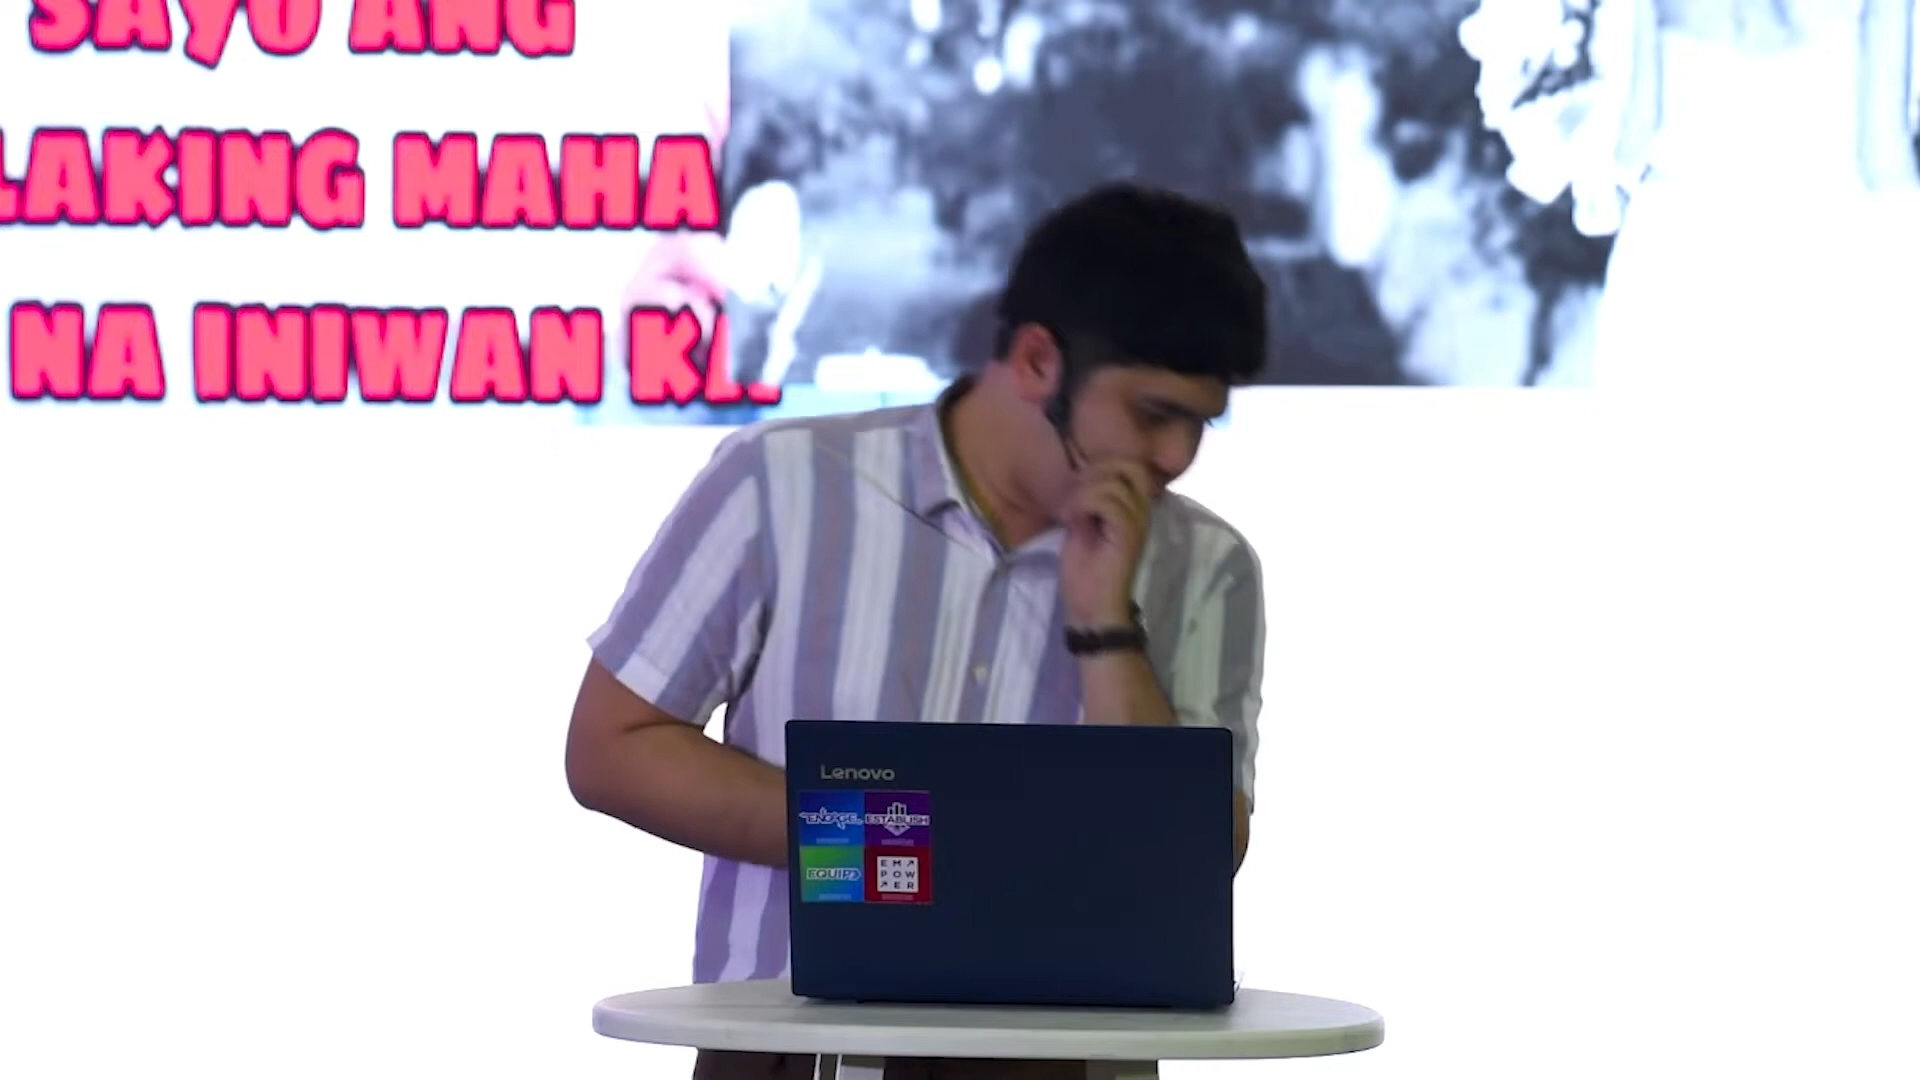 SAYO ANG
LAKING MAHA
NA INIWAN
Lenovo
ENGAGE
ESTABLISH
EQUIP
EM↗
POW
↗ER